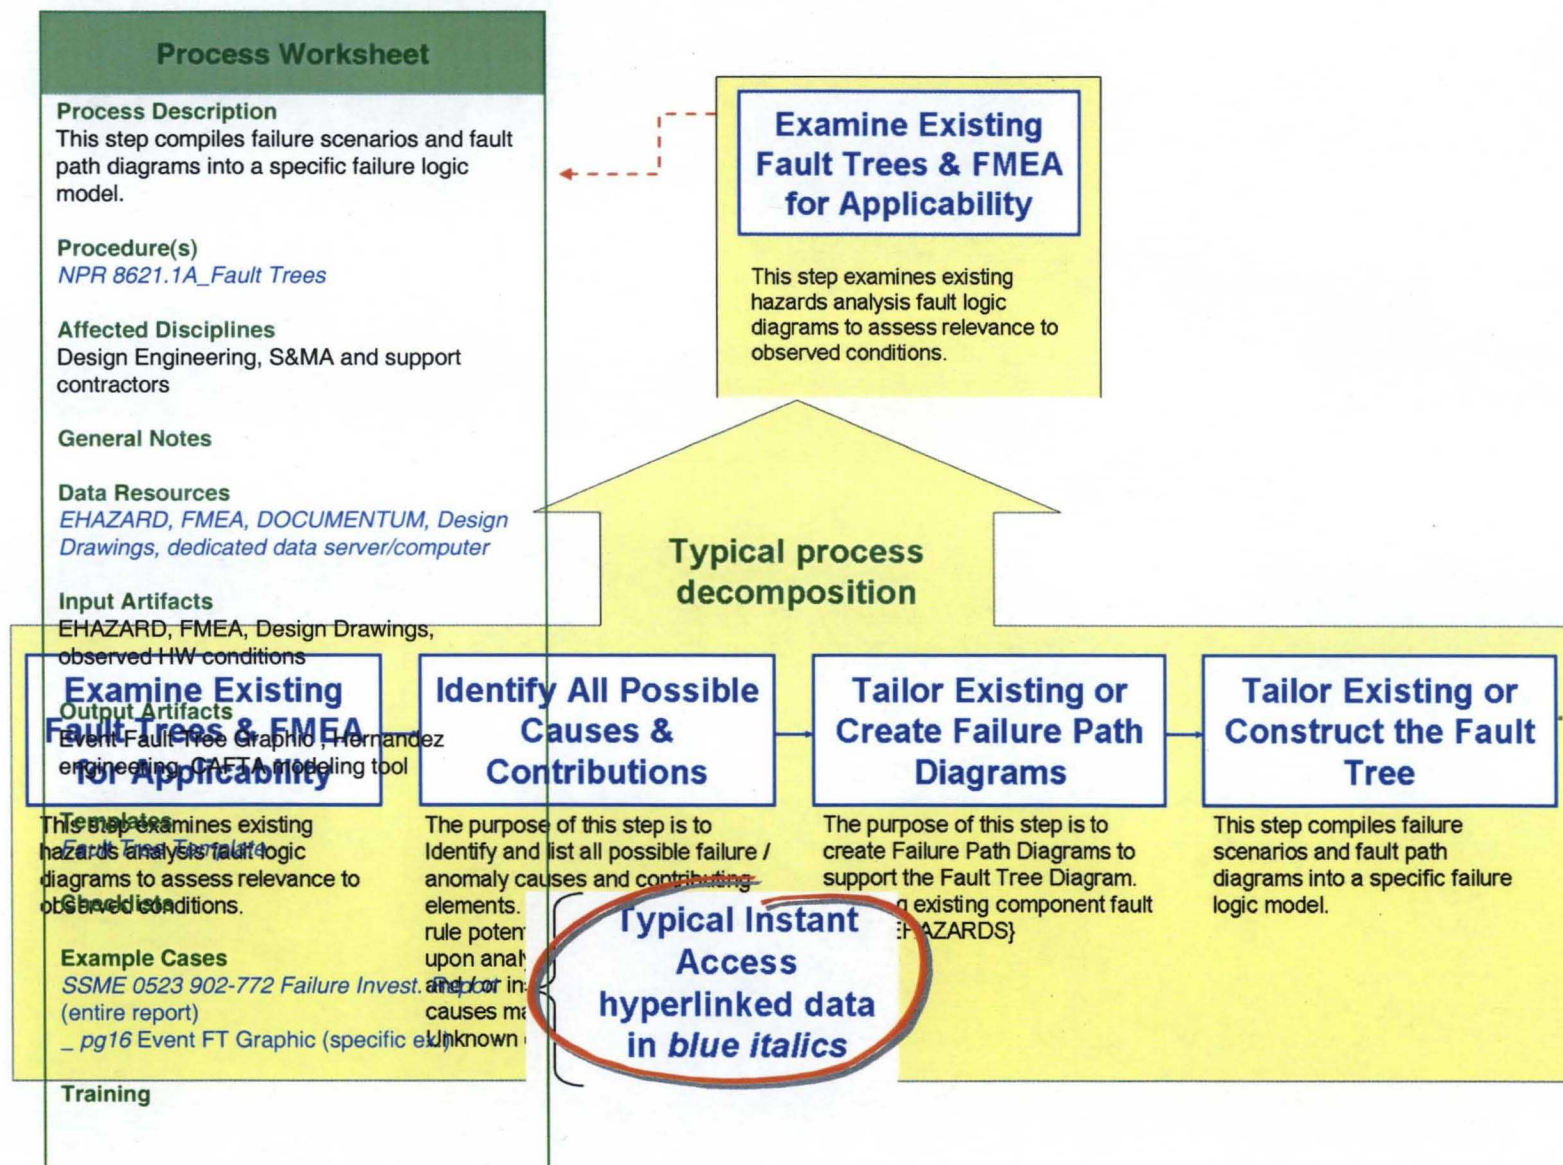 Process Worksheet
Process Description
This step compiles failure scenarios and fault
path diagrams into a specific failure logic
model.
Procedure(s)
NPR 8621.1A_Fault Trees
Affected Disciplines
Design Engineering, S&MA and support
contractors
General Notes
Data Resources
EHAZARD, FMEA, DOCUMENTUM, Design
Drawings, dedicated data server/computer
Input Artifacts
EHAZARD, FMEA, Design Drawings,
observed HW conditions
Output Artifacts
Event Fault Tree Graphic , Hernandez
engineering, CAFTA modeling tool
Templates
Fault Tree Template
Checklists
Example Cases
SSME 0523 902-772 Failure Invest. Report
(entire report)
_ pg16 Event FT Graphic (specific ex.)
Training
Examine Existing
Fault Trees & FMEA
for Applicability
This step examines existing
hazards analysis fault logic
diagrams to assess relevance to
observed conditions.
Typical process
decomposition
Examine Existing
Fault Trees & FMEA
for Applicability
This step examines existing
hazards analysis fault logic
diagrams to assess relevance to
observed conditions.
Identify All Possible
Causes &
Contributions
The purpose of this step is to
Identify and list all possible failure /
anomaly causes and contributing
elements.
rule
upon
and / or
causes
Unknown
Tailor Existing or
Create Failure Path
Diagrams
The purpose of this step is to
create Failure Path Diagrams to
support the Fault Tree Diagram.
existing component fault
Tailor Existing or
Construct the Fault
Tree
This step compiles failure
scenarios and fault path
diagrams into a specific failure
logic model.
Typical Instant
Access
hyperlinked data
in blue italics